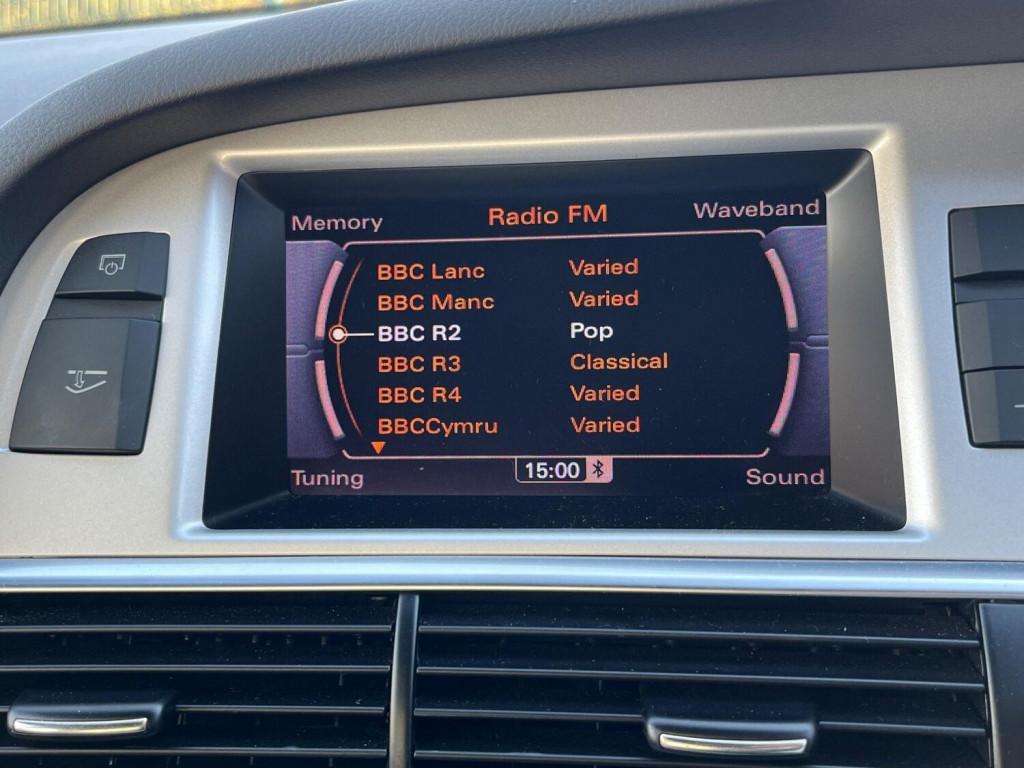 Memory Radio FM Waveband
BBC Lanc Varied
BBC Manc Varied
BBC R2 Pop
BBC R3 Classical
BBC R4 Varied
BBCCymru Varied
15:00
Tuning Sound